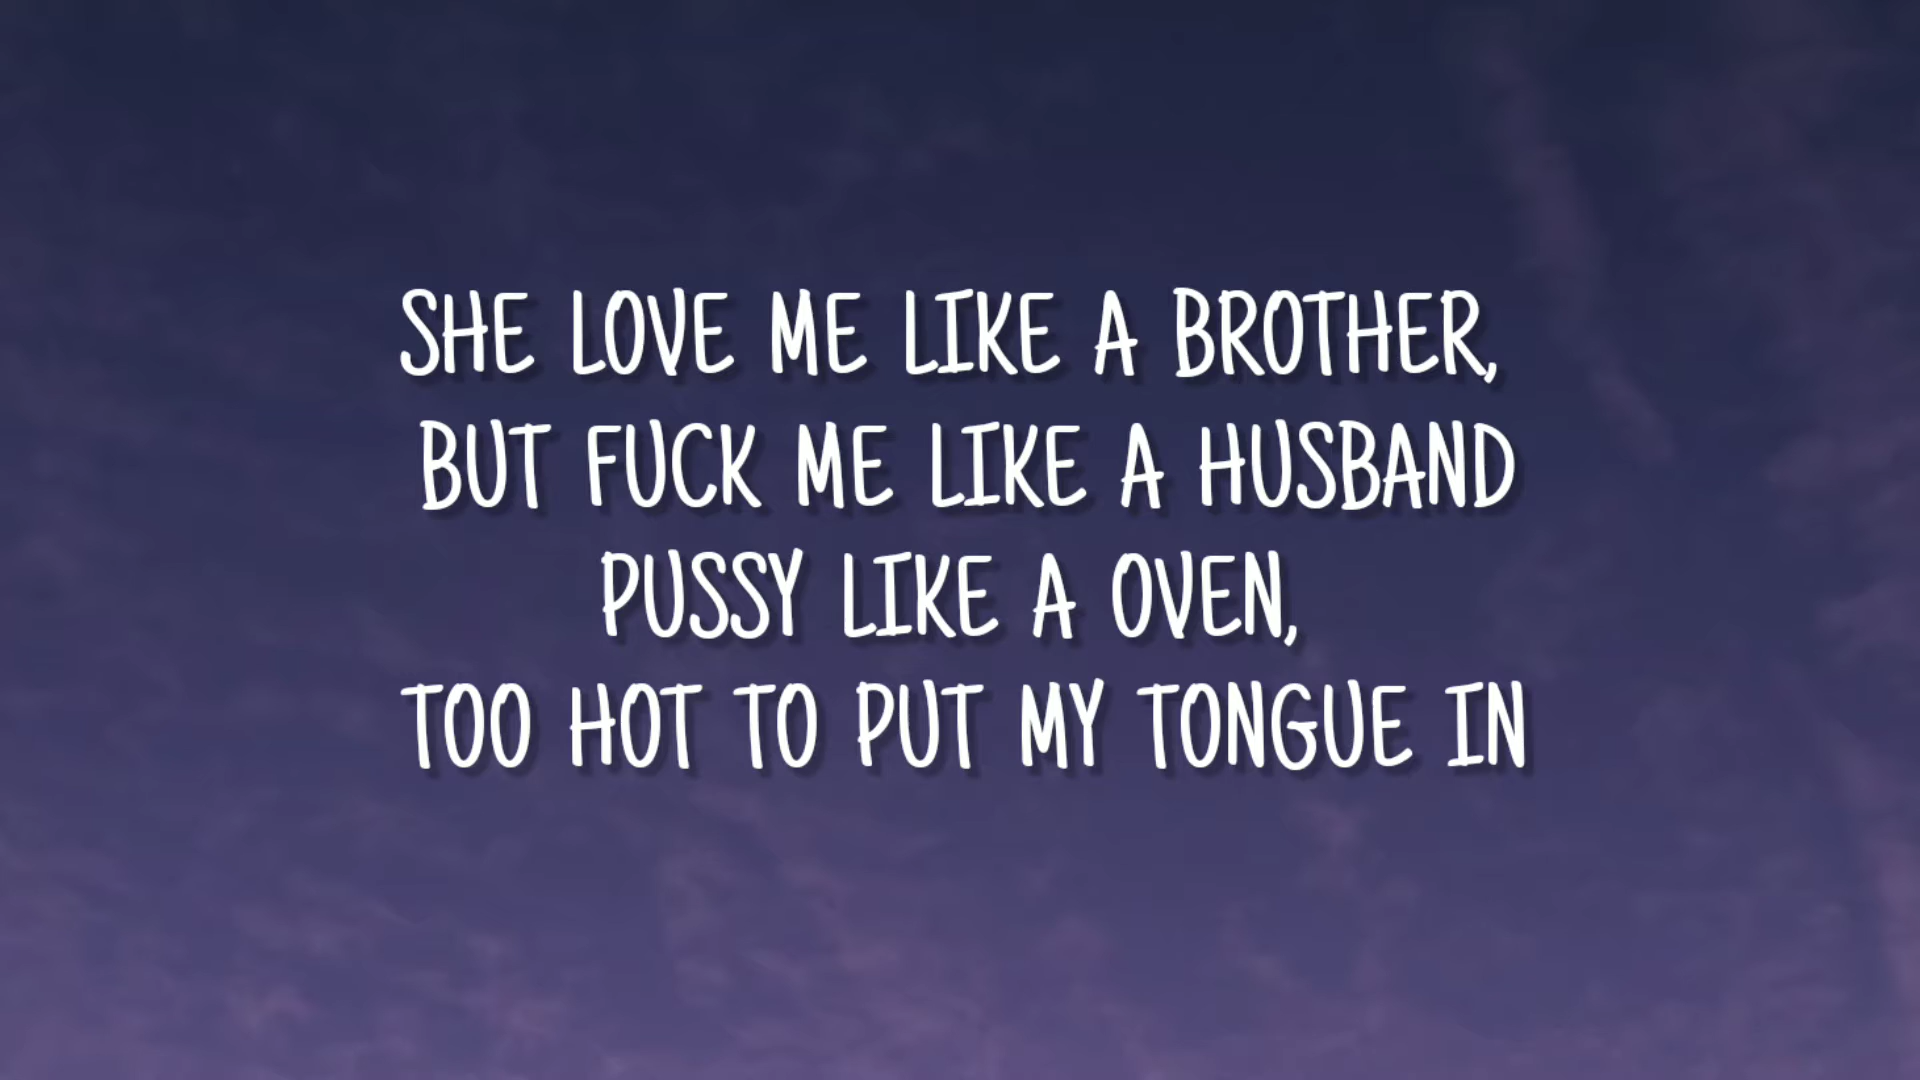 SHE LOVE ME LIKE A BROTHER,
BUT FUCK ME LIKE A HUSBAND
PUSSY LIKE A OVEN,
TOO HOT TO PUT MY TONGUE IN